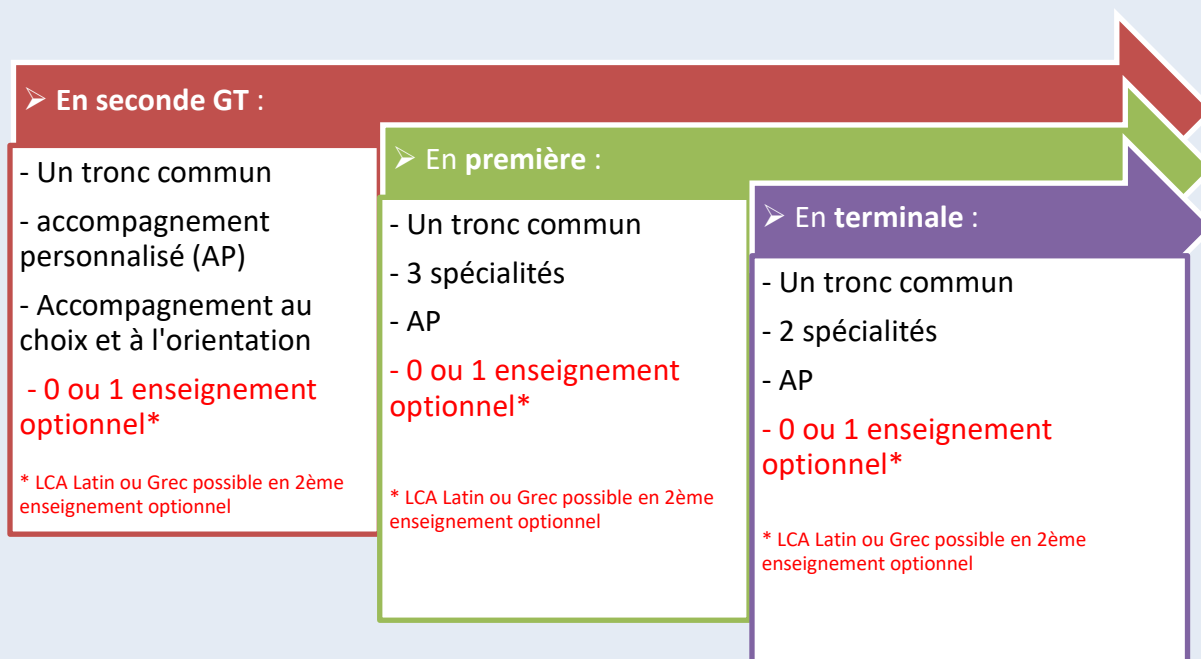 ➢ En seconde GT :
- Un tronc commun
- accompagnement
personnalisé (AP)
- Accompagnement au
choix et à l'orientation
- 0 ou 1 enseignement
optionnel*
* LCA Latin ou Grec possible en 2ème
enseignement optionnel
➢ En première :
- Un tronc commun
- 3 spécialités
- AP
- 0 ou 1 enseignement
optionnel*
* LCA Latin ou Grec possible en 2ème
enseignement optionnel
➢ En terminale :
- Un tronc commun
- 2 spécialités
- AP
- 0 ou 1 enseignement
optionnel*
* LCA Latin ou Grec possible en 2ème
enseignement optionnel